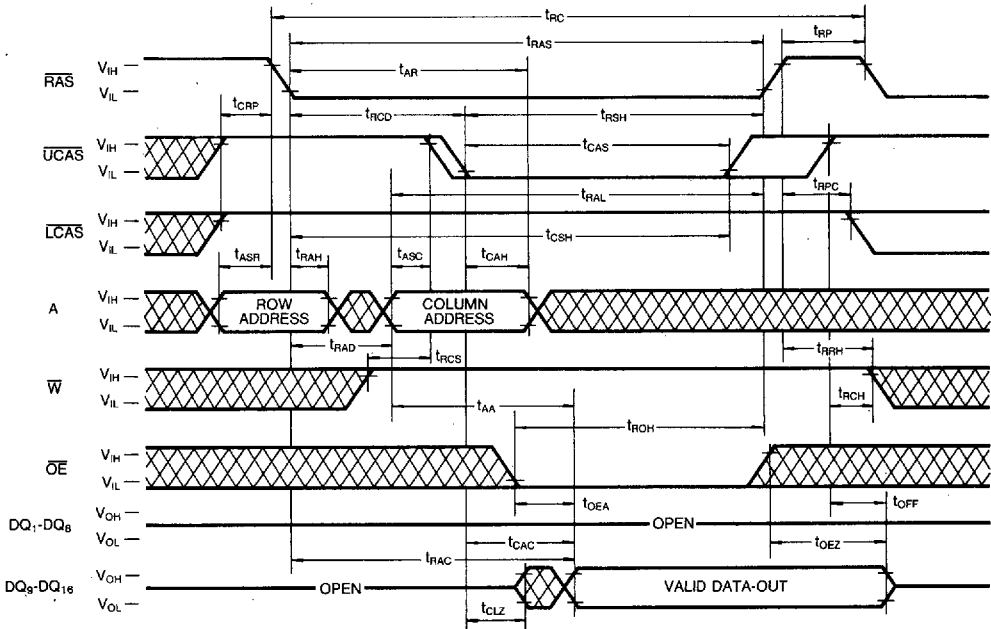 tRC
tRAS
tRP
tAR
RAS
VIH
VIL
tCRP
tRCD
tRSH
UCAS
VIH
VIL
tCAS
tRAL
tRPC
LCAS
VIH
VIL
tCSH
tASR
tRAH
tASC
tCAH
A
VIH
VIL
ROW
ADDRESS
COLUMN
ADDRESS
tRAD
tRCS
tRRH
W
VIH
VIL
tAA
tRCH
tROH
OE
VIH
VIL
tOEA
tOFF
DQ1-DQ8
VOH
VOL
OPEN
tCAC
tOEZ
tRAC
DQ9-DQ16
VOH
VOL
OPEN
VALID DATA-OUT
tCLZ